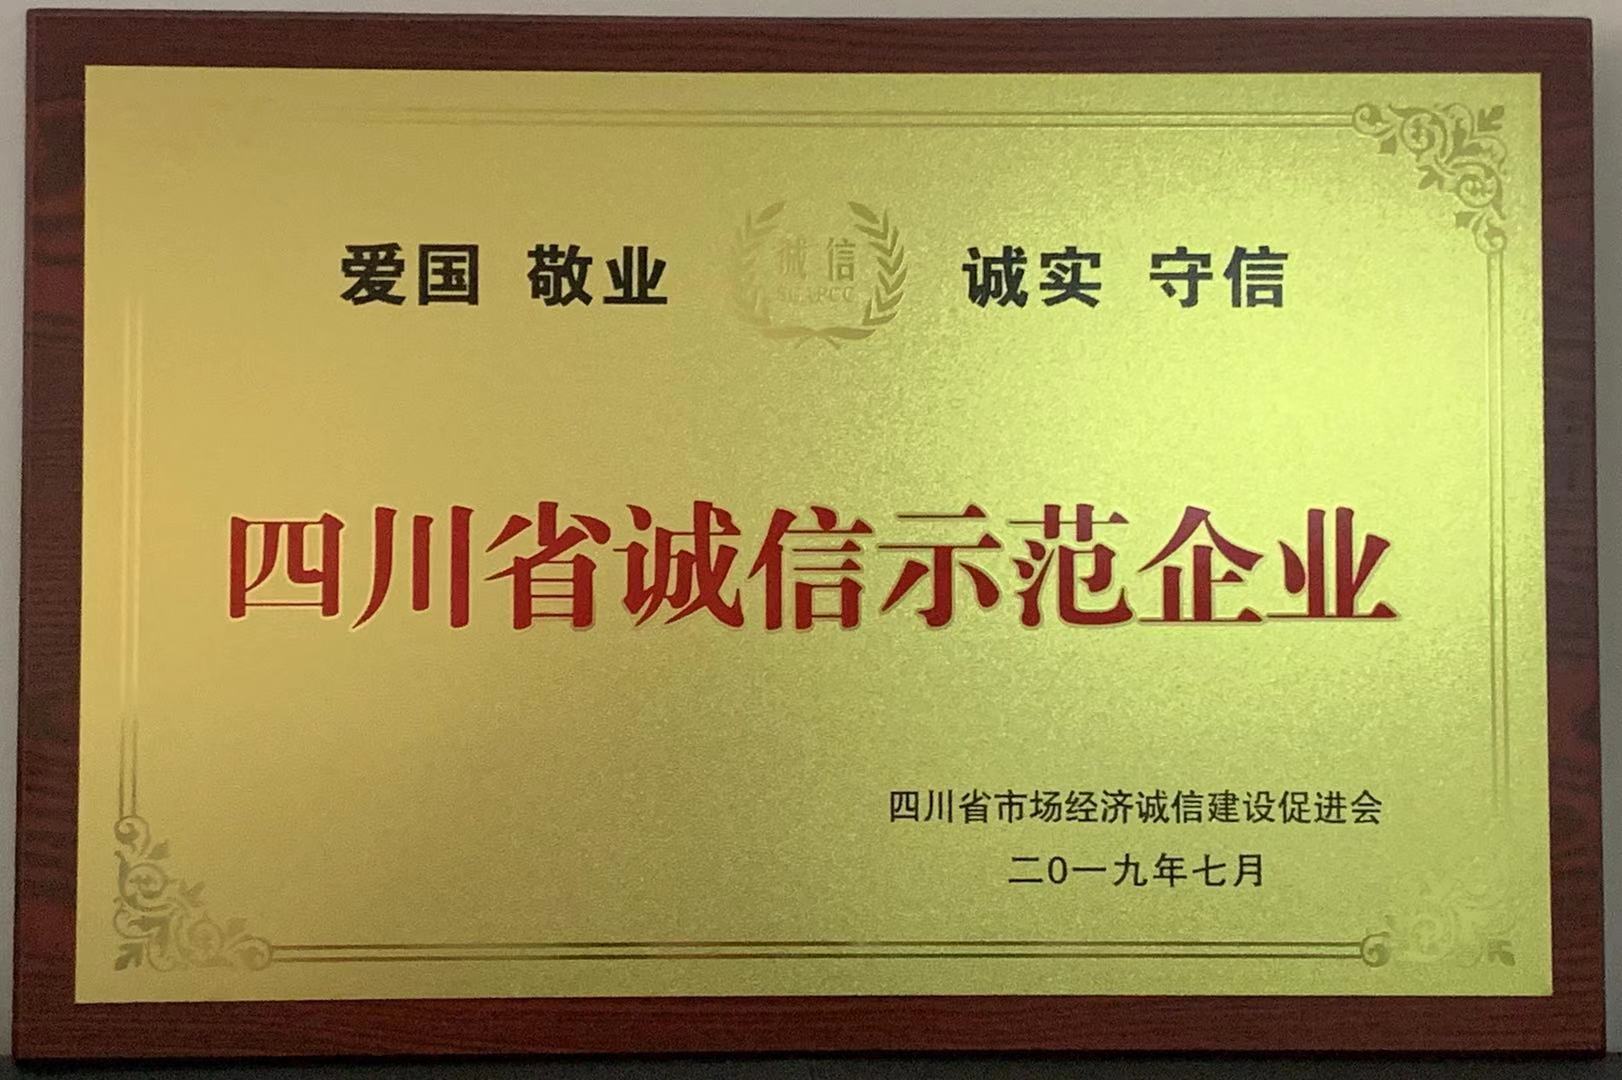 爱国 敬业 诚信 诚实 守信
四川省诚信示范企业
四川省市场经济诚信建设促进会
二0一九年七月